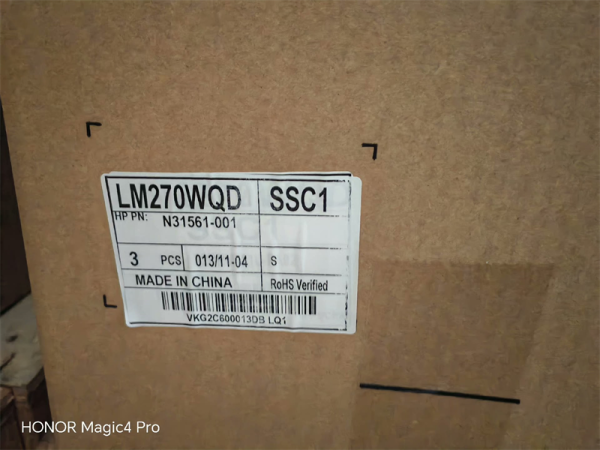 LM270WQD SSC1
HP PN: N31561-001
3 PCS 013/11-04 S
MADE IN CHINA RoHS Verified
VKG2C600013DB LQ1
HONOR Magic4 Pro